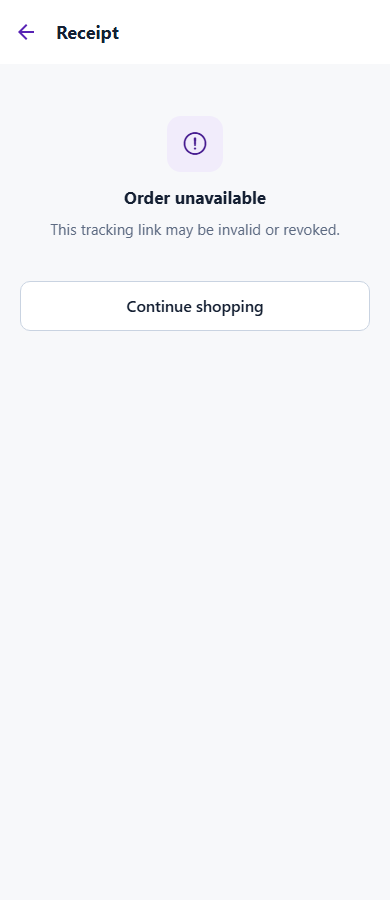 Receipt
Order unavailable
This tracking link may be invalid or revoked.
Continue shopping